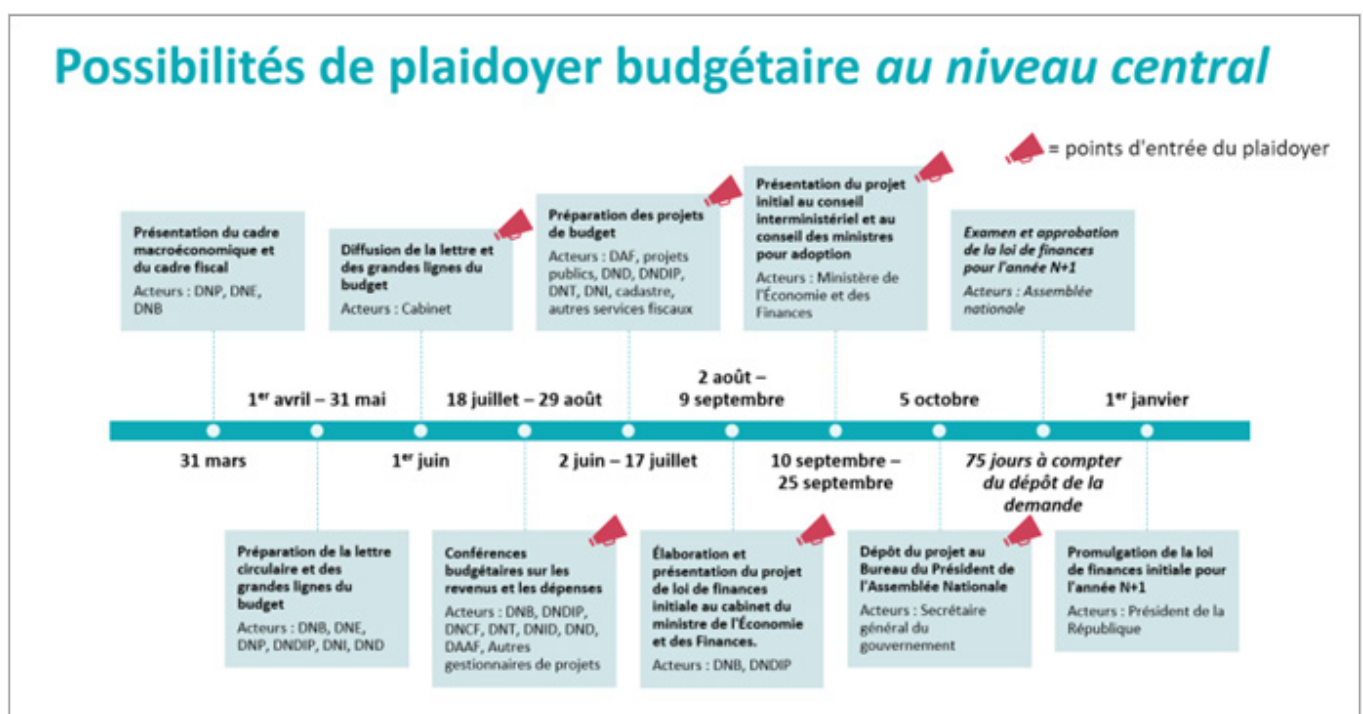 Possibilités de plaidoyer budgétaire au niveau central
= points d'entrée du plaidoyer
Présentation du cadre
macroéconomique et
du cadre fiscal
Acteurs : DNP, DNE,
DNB
Diffusion de la lettre et
des grandes lignes du
budget
Acteurs : Cabinet
Préparation des projets
de budget
Acteurs : DAF, projets
publics, DND, DNDIP,
DNT, DNI, cadastre,
autres services fiscaux
Présentation du projet
initial au conseil
interministériel et au
conseil des ministres
pour adoption
Acteurs : Ministère de
l'Économie et des
Finances
Examen et approbation
de la loi de finances
pour l'année N+1
Acteurs : Assemblée
nationale
1er avril – 31 mai
18 juillet – 29 août
2 août –
9 septembre
5 octobre
1er janvier
31 mars
1er juin
2 juin – 17 juillet
10 septembre –
25 septembre
75 jours à compter
du dépôt de la
demande
Préparation de la lettre
circulaire et des
grandes lignes du
budget
Acteurs : DNB, DNE,
DNP, DNDIP, DNI, DND
Conférences
budgétaires sur les
revenus et les dépenses
Acteurs : DNB, DNDIP,
DNCF, DNT, DNID, DND,
DAAF, Autres
gestionnaires de projets
Élaboration et
présentation du projet
de loi de finances
initiale au cabinet du
ministre de l'Économie
et des Finances.
Acteurs : DNB, DNDIP
Dépôt du projet au
Bureau du Président de
l'Assemblée Nationale
Acteurs : Secrétaire
général du
gouvernement
Promulgation de la loi
de finances initiale pour
l'année N+1
Acteurs : Président de la
République